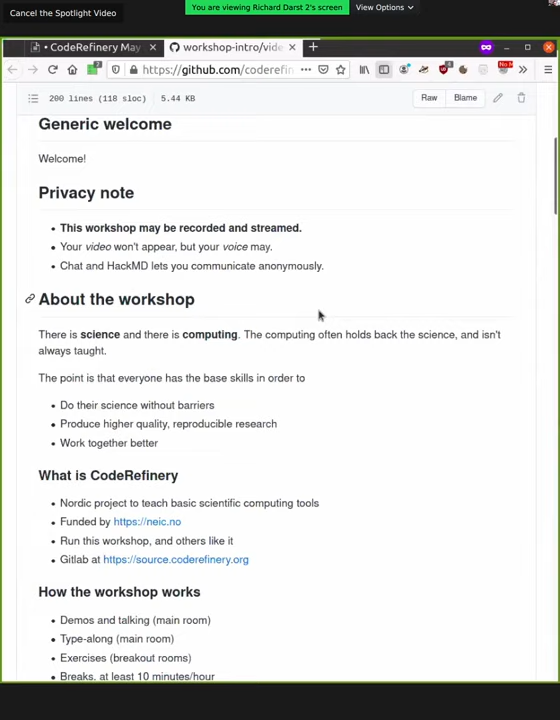 Cancel the Spotlight Video
You are viewing Richard Darst 2's screen
View Options
• CodeRefinery May
workshop-intro/vide
https://github.com/coderefin
200 lines (118 sloc)
5.44 KB
Raw
Blame
Generic welcome
Welcome!
Privacy note
• This workshop may be recorded and streamed.
• Your video won't appear, but your voice may.
• Chat and HackMD lets you communicate anonymously.
About the workshop
There is science and there is computing. The computing often holds back the science, and isn't
always taught.
The point is that everyone has the base skills in order to
• Do their science without barriers
• Produce higher quality, reproducible research
• Work together better
What is CodeRefinery
• Nordic project to teach basic scientific computing tools
• Funded by https://neic.no
• Run this workshop, and others like it
• Gitlab at https://source.coderefinery.org
How the workshop works
• Demos and talking (main room)
• Type-along (main room)
• Exercises (breakout rooms)
• Breaks, at least 10 minutes/hour